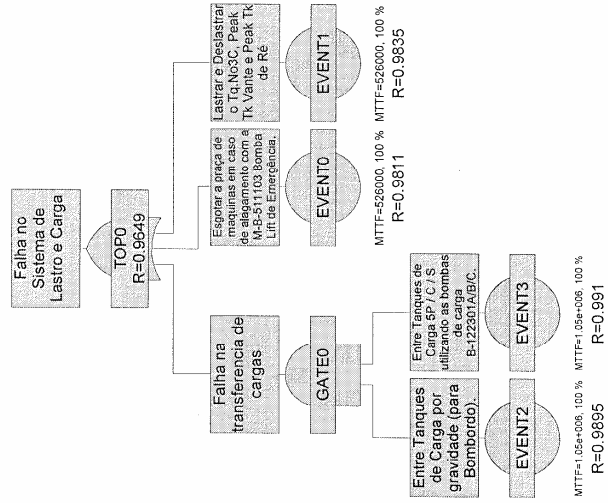 Falha no
Sistema de
Lastro e Carga
TOP0
R=0.9649
Falha na
transferencia de
cargas
GATE0
Esgotar a praça de
maquinas em caso
de alagamento com a
M-B-511103 Bomba
Lift de Emergência.
EVENT0
MTTF=526000, 100 %
R=0.9811
Lastrar e Deslastrar
o Tq.No3C, Peak
Tk Vante e Peak Tk
de Ré
EVENT1
MTTF=526000, 100 %
R=0.9835
Entre Tanques
de Carga por
gravidade (para
Bombordo).
EVENT2
MTTF=1.05e+006, 100 %
R=0.9895
Entre Tanques de
Carga 5P / C / S
utilizando as bombas
de carga
B-122301A/B/C.
EVENT3
MTTF=1.05e+006, 100 %
R=0.991